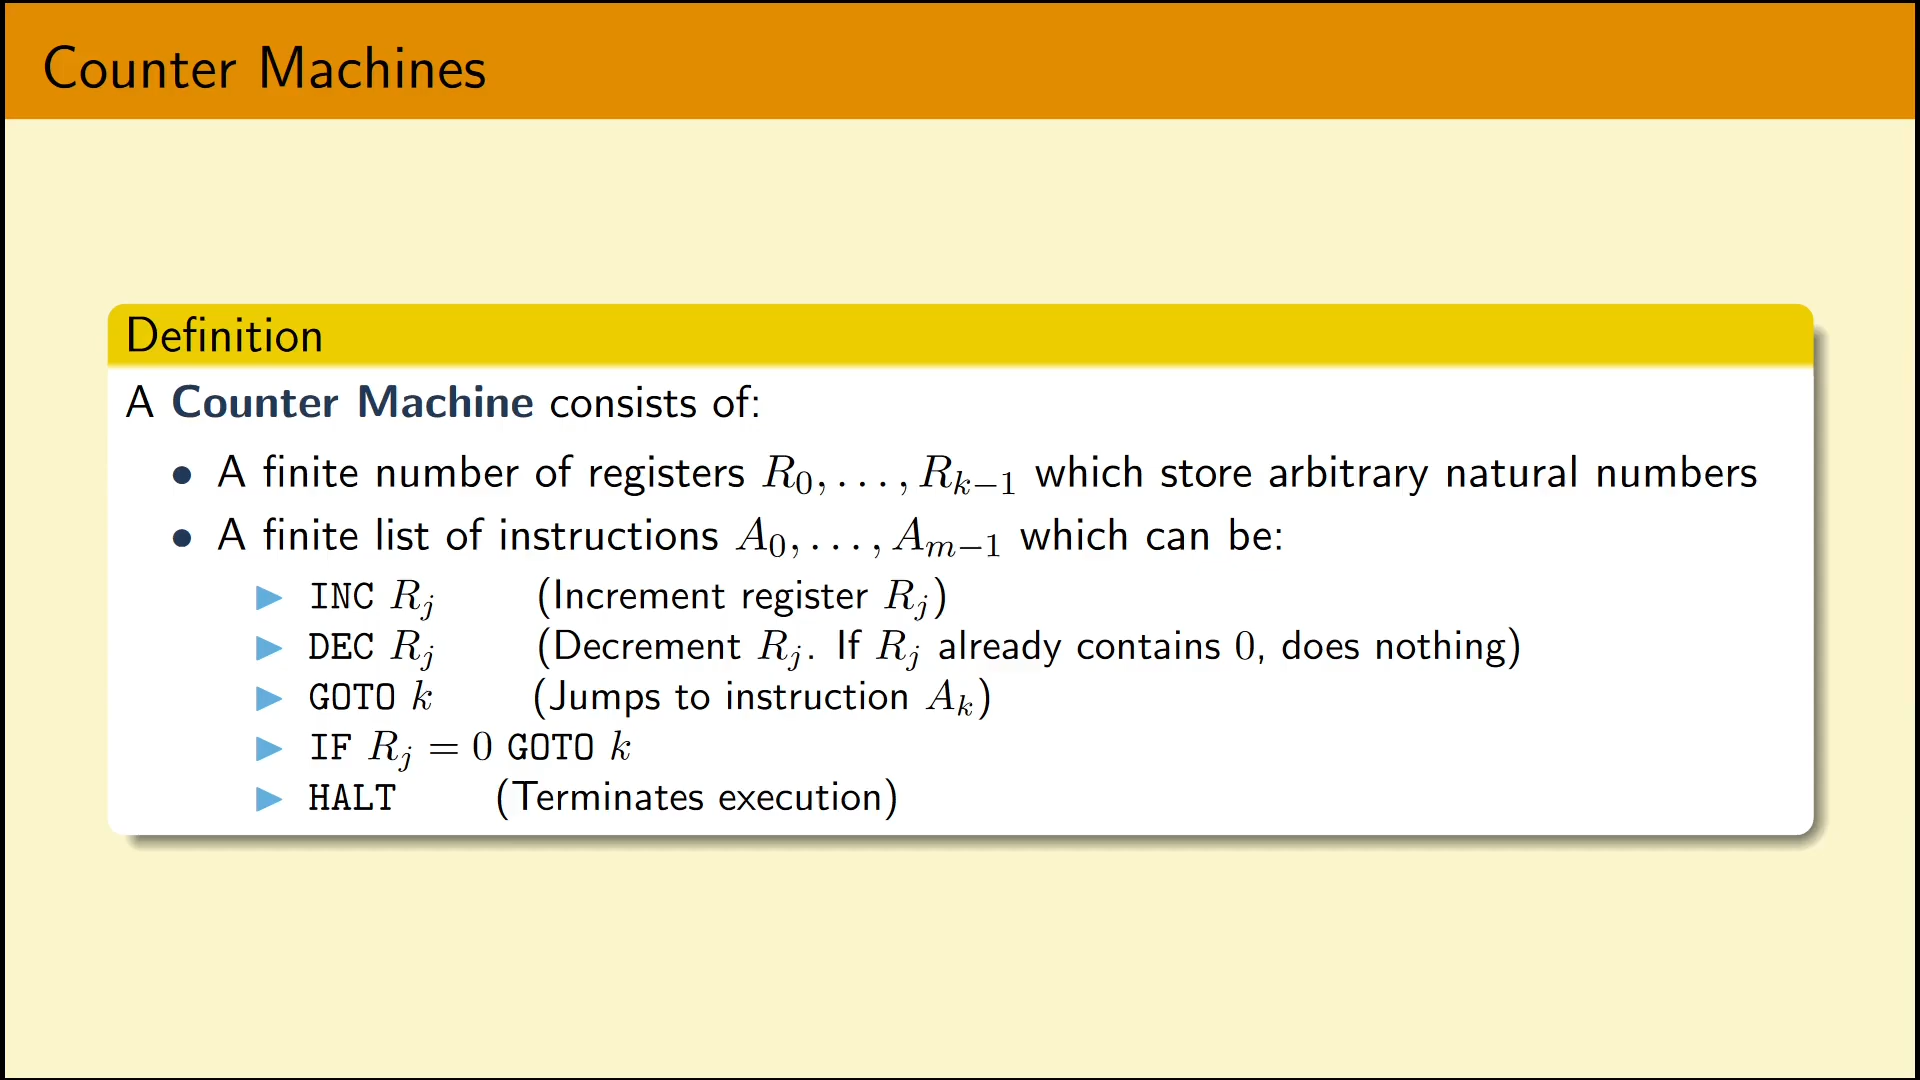 Counter Machines
Definition
A Counter Machine consists of:
• A finite number of registers R₀, . . . , Rₖ₋₁ which store arbitrary natural numbers
• A finite list of instructions A₀, . . . , Aₘ₋₁ which can be:
▶ INC Rⱼ (Increment register Rⱼ)
▶ DEC Rⱼ (Decrement Rⱼ. If Rⱼ already contains 0, does nothing)
▶ GOTO k (Jumps to instruction Aₖ)
▶ IF Rⱼ = 0 GOTO k
▶ HALT (Terminates execution)